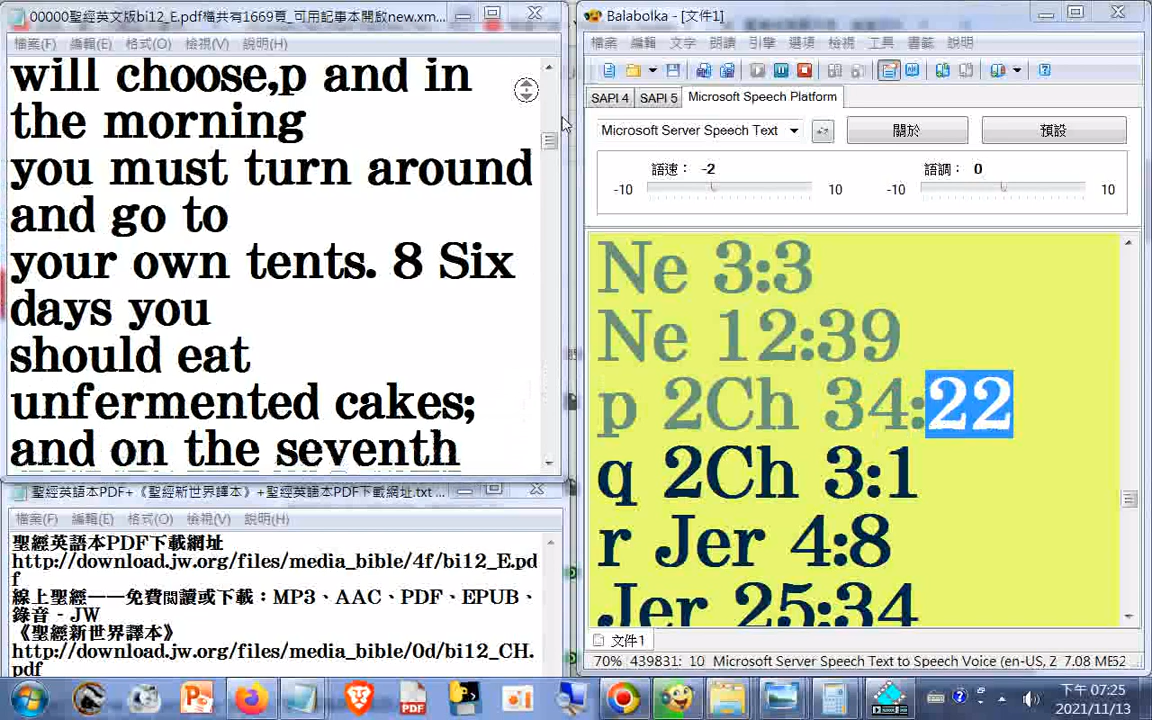 00000聖經英文版bi12_E.pdf檔共有1669頁_可用記事本開啟new.xm...
檔案(F) 編輯(E) 格式(O) 檢視(V) 說明(H)
will choose,p and in
the morning
you must turn around
and go to
your own tents. 8 Six
days you
should eat
unfermented cakes;
and on the seventh
聖經英語本PDF+《聖經新世界譯本》+聖經英語本PDF下載網址.txt ...
檔案(F) 編輯(E) 格式(O) 檢視(V) 說明(H)
聖經英語本PDF下載網址
http://download.jw.org/files/media_bible/4f/bi12_E.pd
f
線上聖經——免費閱讀或下載：MP3、AAC、PDF、EPUB、
錄音 - JW
《聖經新世界譯本》
http://download.jw.org/files/media_bible/0d/bi12_CH.
pdf
Balabolka - [文件1]
檔案 編輯 文字 朗讀 引擎 選項 檢視 工具 書籤 說明
SAPI 4 SAPI 5 Microsoft Speech Platform
Microsoft Server Speech Text 關於 預設
語速： -2 語調： 0
-10 10 -10 10
Ne 3:3
Ne 12:39
p 2Ch 34:22
q 2Ch 3:1
r Jer 4:8
Jer 25:34
文件1
70% 439831: 10 Microsoft Server Speech Text to Speech Voice (en-US, Z 7.08 ME52
PDF
下午 07:25
2021/11/13